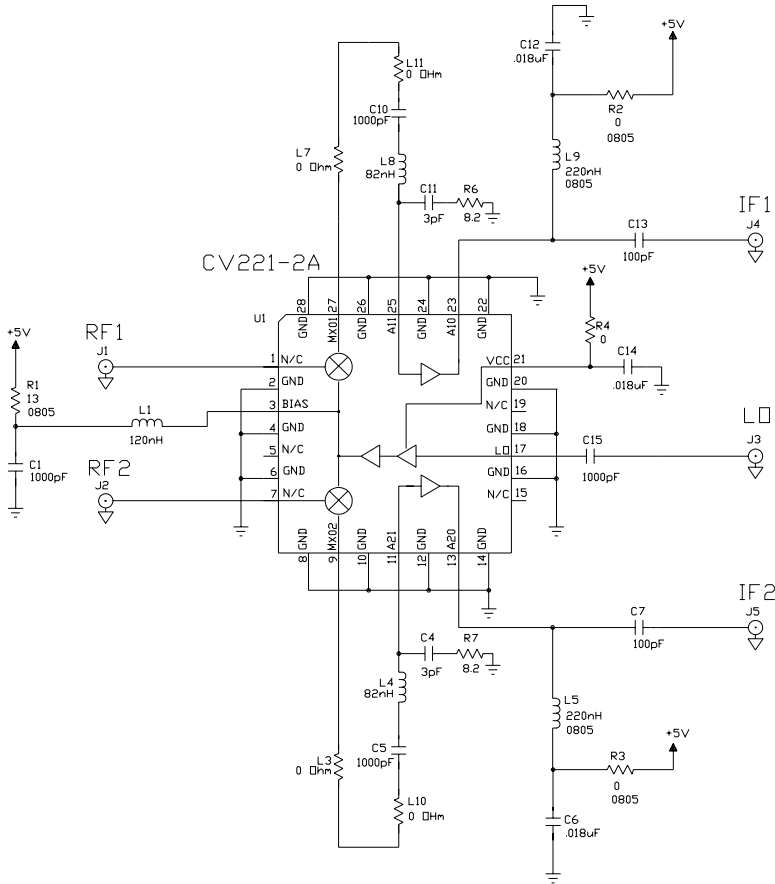 C12
.018uF
+5V
R2
0
0805
L11
0 OHm
C10
1000pF
L7
0 Ohm
L8
82nH
L9
220nH
0805
C11
3pF
R6
8.2
IF1
J4
C13
100pF
CV221-2A
U1
GND 28
MX01 27
GND 26
A11 25
GND 24
A10 23
GND 22
+5V
R4
0
C14
.018uF
+5V
R1
13
0805
RF1
J1
1 N/C
2 GND
3 BIAS
4 GND
5 N/C
6 GND
7 N/C
VCC 21
GND 20
N/C 19
GND 18
LO 17
GND 16
N/C 15
L1
120nH
C1
1000pF
RF2
J2
LO
J3
C15
1000pF
8 GND
9 MX02
10 GND
11 A21
12 GND
13 A20
14 GND
IF2
J5
C7
100pF
C4
3pF
R7
8.2
L4
82nH
L5
220nH
0805
+5V
R3
0
0805
C5
1000pF
L3
0 Ohm
L10
0 OHm
C6
.018uF